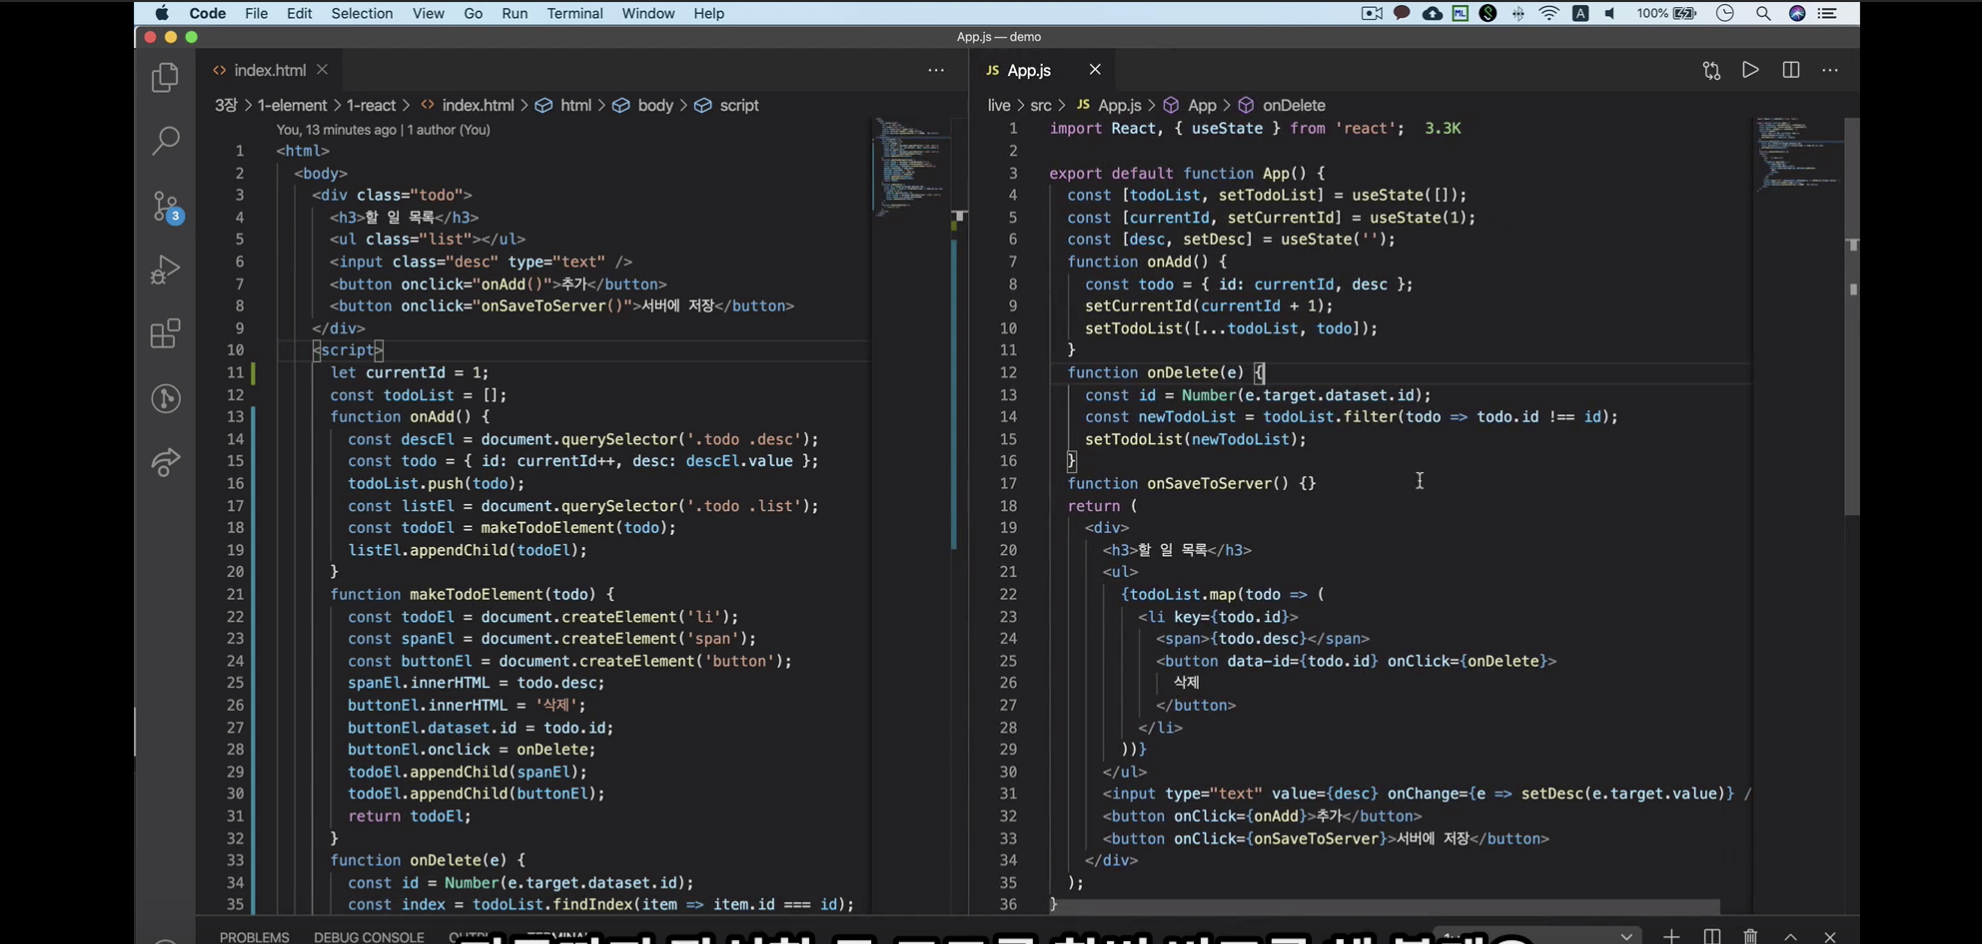 Code File Edit Selection View Go Run Terminal Window Help
A 100%
App.js — demo
index.html
3장 > 1-element > 1-react > index.html > html > body > script
You, 13 minutes ago | 1 author (You)
1 <html>
2 <body>
3 <div class="todo">
4 <h3>할 일 목록</h3>
5 <ul class="list"></ul>
6 <input class="desc" type="text" />
7 <button onclick="onAdd()">추가</button>
8 <button onclick="onSaveToServer()">서버에 저장</button>
9 </div>
10 <script>
11 let currentId = 1;
12 const todoList = [];
13 function onAdd() {
14 const descEl = document.querySelector('.todo .desc');
15 const todo = { id: currentId++, desc: descEl.value };
16 todoList.push(todo);
17 const listEl = document.querySelector('.todo .list');
18 const todoEl = makeTodoElement(todo);
19 listEl.appendChild(todoEl);
20 }
21 function makeTodoElement(todo) {
22 const todoEl = document.createElement('li');
23 const spanEl = document.createElement('span');
24 const buttonEl = document.createElement('button');
25 spanEl.innerHTML = todo.desc;
26 buttonEl.innerHTML = '삭제';
27 buttonEl.dataset.id = todo.id;
28 buttonEl.onclick = onDelete;
29 todoEl.appendChild(spanEl);
30 todoEl.appendChild(buttonEl);
31 return todoEl;
32 }
33 function onDelete(e) {
34 const id = Number(e.target.dataset.id);
35 const index = todoList.findIndex(item => item.id === id);
3
JS App.js
live > src > JS App.js > App > onDelete
1 import React, { useState } from 'react'; 3.3K
2
3 export default function App() {
4 const [todoList, setTodoList] = useState([]);
5 const [currentId, setCurrentId] = useState(1);
6 const [desc, setDesc] = useState('');
7 function onAdd() {
8 const todo = { id: currentId, desc };
9 setCurrentId(currentId + 1);
10 setTodoList([...todoList, todo]);
11 }
12 function onDelete(e) {
13 const id = Number(e.target.dataset.id);
14 const newTodoList = todoList.filter(todo => todo.id !== id);
15 setTodoList(newTodoList);
16 }
17 function onSaveToServer() {}
18 return (
19 <div>
20 <h3>할 일 목록</h3>
21 <ul>
22 {todoList.map(todo => (
23 <li key={todo.id}>
24 <span>{todo.desc}</span>
25 <button data-id={todo.id} onClick={onDelete}>
26 삭제
27 </button>
28 </li>
29 ))}
30 </ul>
31 <input type="text" value={desc} onChange={e => setDesc(e.target.value)} /
32 <button onClick={onAdd}>추가</button>
33 <button onClick={onSaveToServer}>서버에 저장</button>
34 </div>
35 );
36 }
PROBLEMS DEBUG CONSOLE